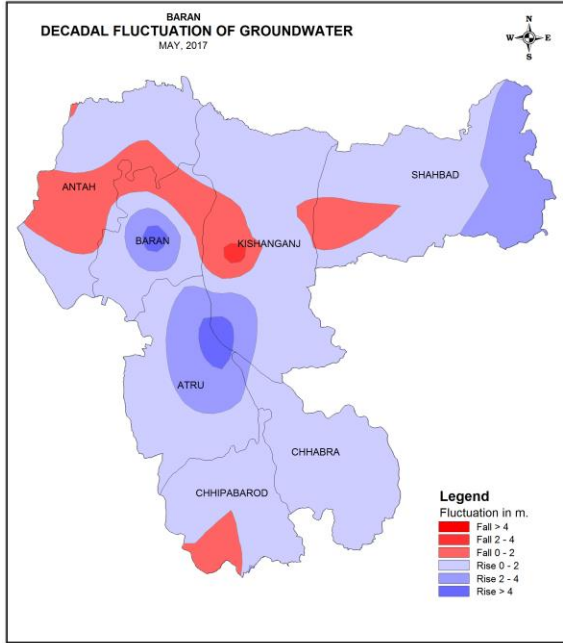 BARAN
DECADAL FLUCTUATION OF GROUNDWATER
MAY, 2017
N
W E
S
SHAHBAD
ANTAH
BARAN
KISHANGANJ
ATRU
CHHABRA
CHHIPABAROD
Legend
Fluctuation in m.
Fall > 4
Fall 2 - 4
Fall 0 - 2
Rise 0 - 2
Rise 2 - 4
Rise > 4